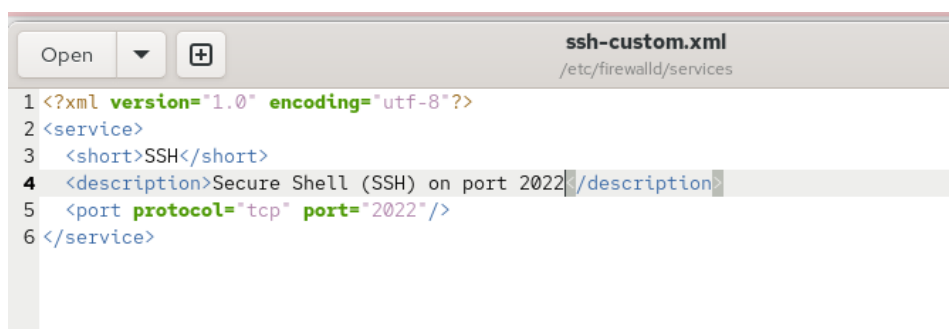 Open
ssh-custom.xml
/etc/firewalld/services
1 <?xml version="1.0" encoding="utf-8"?>
2 <service>
3   <short>SSH</short>
4   <description>Secure Shell (SSH) on port 2022</description>
5   <port protocol="tcp" port="2022"/>
6 </service>